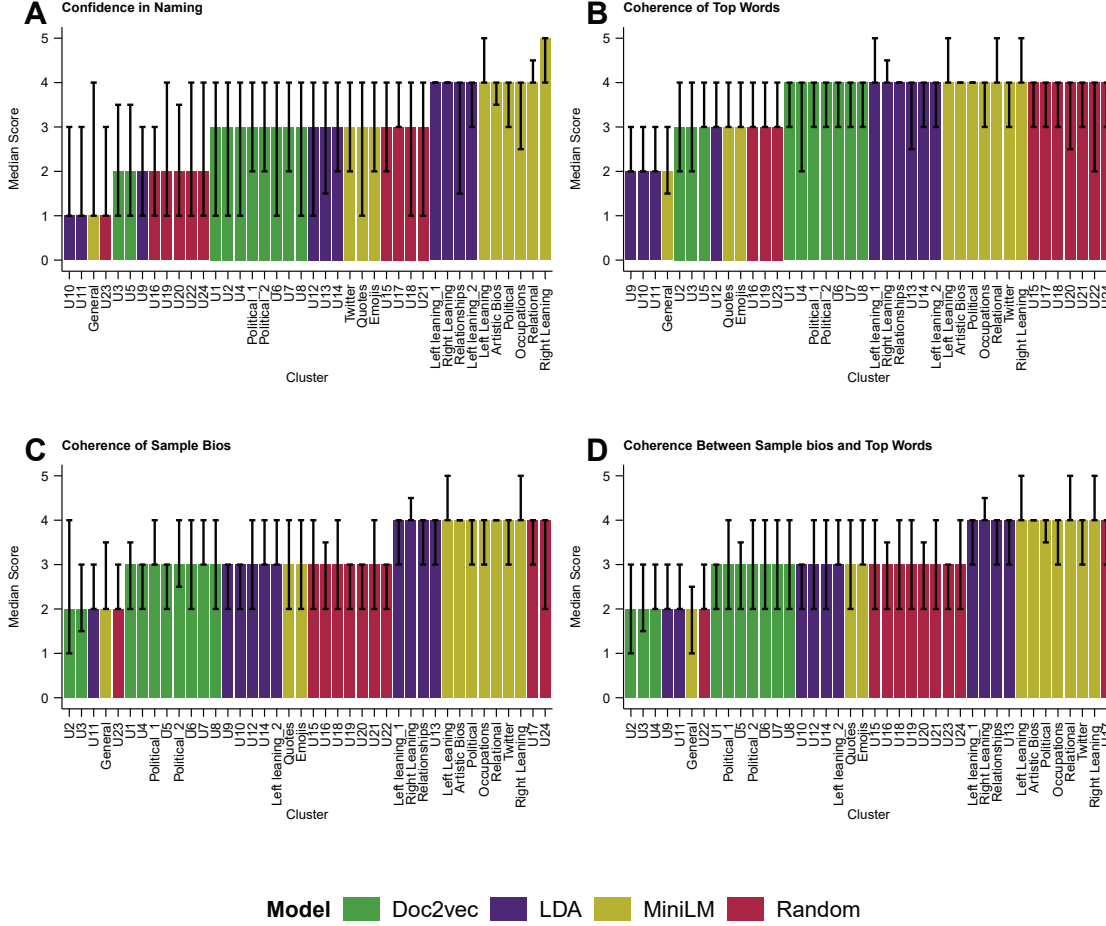 A Confidence in Naming
Median Score
5
4
3
2
1
0
U10 U11 General U23 U3 U5 U9 U16 U19 U20 U22 U24 U1 U2 U4 Political_1 Political_2 U6 U7 U8 U12 U13 U14 Twitter Quotes Emojis U15 U17 U18 U21 Left leaning_1 Right Leaning Relationships Left leaning_2 Left Leaning Artistic Bios Political Occupations Relational Right Leaning
Cluster
B Coherence of Top Words
Median Score
5
4
3
2
1
0
U9 U10 U11 General U2 U3 U5 U12 Quotes Emojis U16 U19 U23 U1 U4 Political_1 Political_2 U6 U7 U8 Left leaning_1 Right Leaning Relationships U13 U14 Left leaning_2 Left Leaning Artistic Bios Political Occupations Relational Twitter Right Leaning U15 U17 U18 U20 U21 U22
Cluster
C Coherence of Sample Bios
Median Score
5
4
3
2
1
0
U2 U3 U11 General U23 U1 U4 Political_1 U5 Political_2 U6 U7 U8 U9 U10 U12 U14 Left leaning_2 Quotes Emojis U15 U16 U18 U19 U20 U21 U22 Left leaning_1 Right Leaning Relationships U13 Left Leaning Artistic Bios Political Occupations Relational Twitter Right Leaning U17 U24
Cluster
D Coherence Between Sample bios and Top Words
Median Score
5
4
3
2
1
0
U2 U3 U4 U9 U11 General U22 U1 Political_1 U5 Political_2 U6 U7 U8 U10 U12 U14 Left leaning_2 Quotes Emojis U15 U16 U18 U19 U20 U21 U23 U24 Left leaning_1 Right Leaning Relationships U13 Left Leaning Artistic Bios Political Occupations Relational Twitter Right Leaning
Cluster
Model Doc2vec LDA MiniLM Random